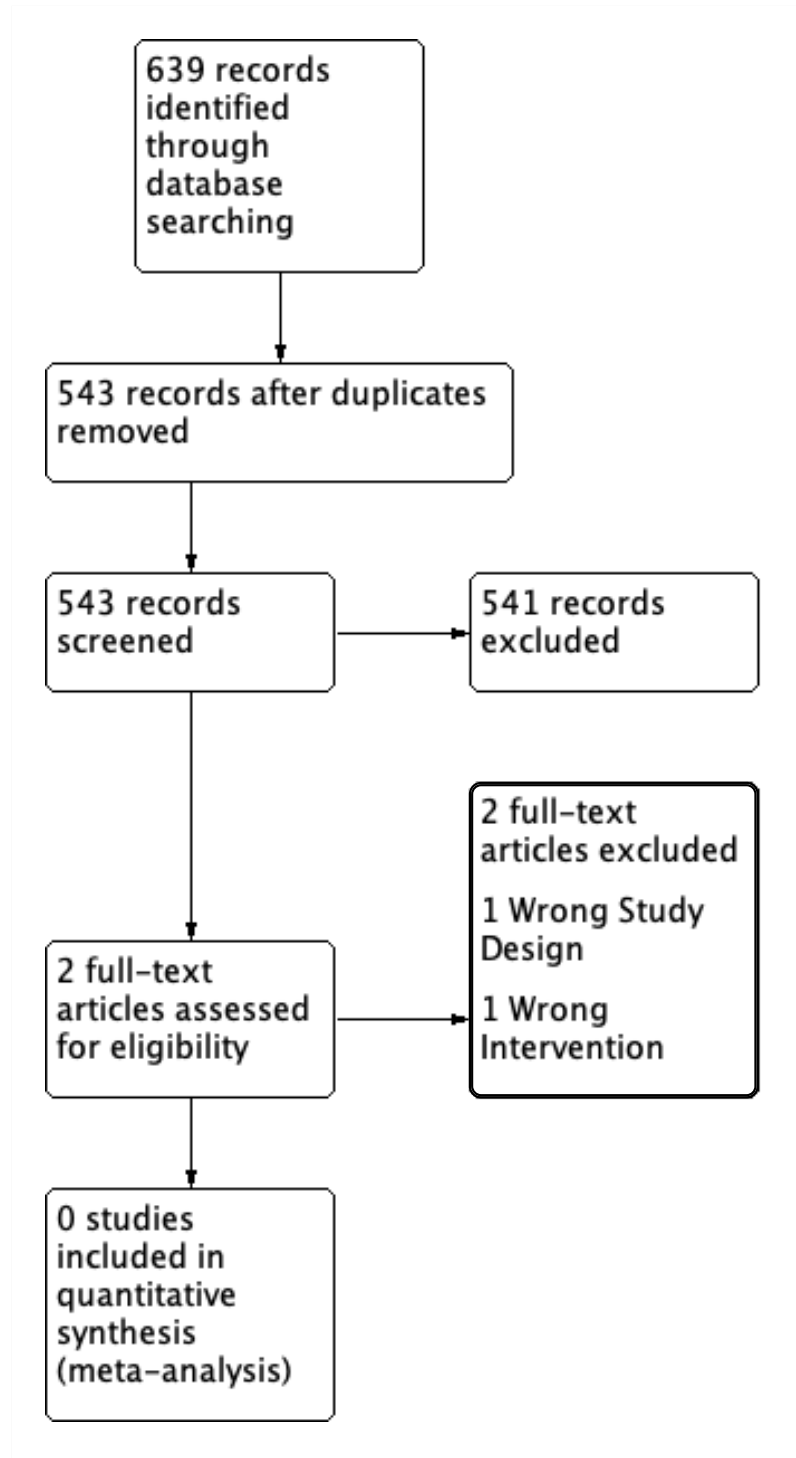 639 records
identified
through
database
searching
543 records after duplicates
removed
543 records
screened
541 records
excluded
2 full-text
articles excluded
1 Wrong Study
Design
1 Wrong
Intervention
2 full-text
articles assessed
for eligibility
0 studies
included in
quantitative
synthesis
(meta-analysis)